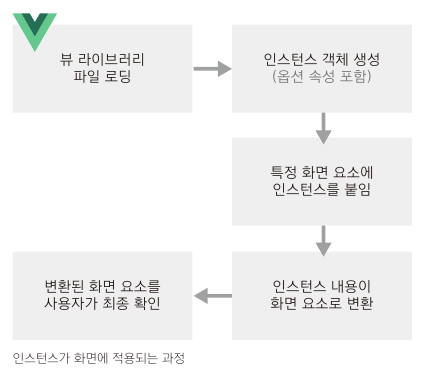 뷰 라이브러리
파일 로딩
인스턴스 객체 생성
(옵션 속성 포함)
특정 화면 요소에
인스턴스를 붙임
인스턴스 내용이
화면 요소로 변환
변환된 화면 요소를
사용자가 최종 확인
인스턴스가 화면에 적용되는 과정